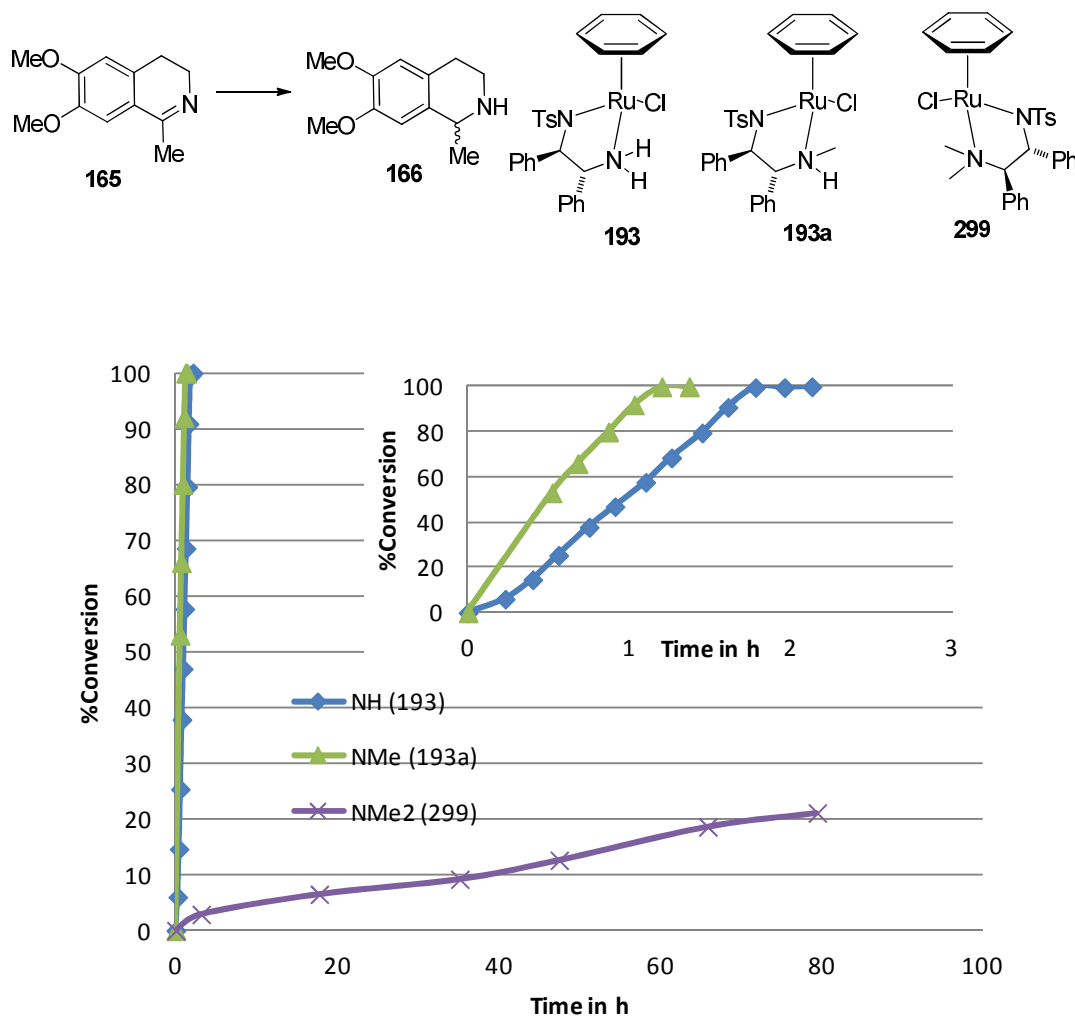 MeO
MeO
N
Me
165
MeO
MeO
NH
Me
166
Ru
Cl
TsN
N
H
H
Ph
Ph
193
Ru
Cl
TsN
N
H
Ph
Ph
193a
Cl
Ru
NTs
N
Ph
Ph
299
%Conversion
100
90
80
70
60
50
40
30
20
10
0
0 20 40 60 80 100
Time in h
%Conversion
100
80
60
40
20
0
0 1 2 3
Time in h
NH (193)
NMe (193a)
NMe2 (299)